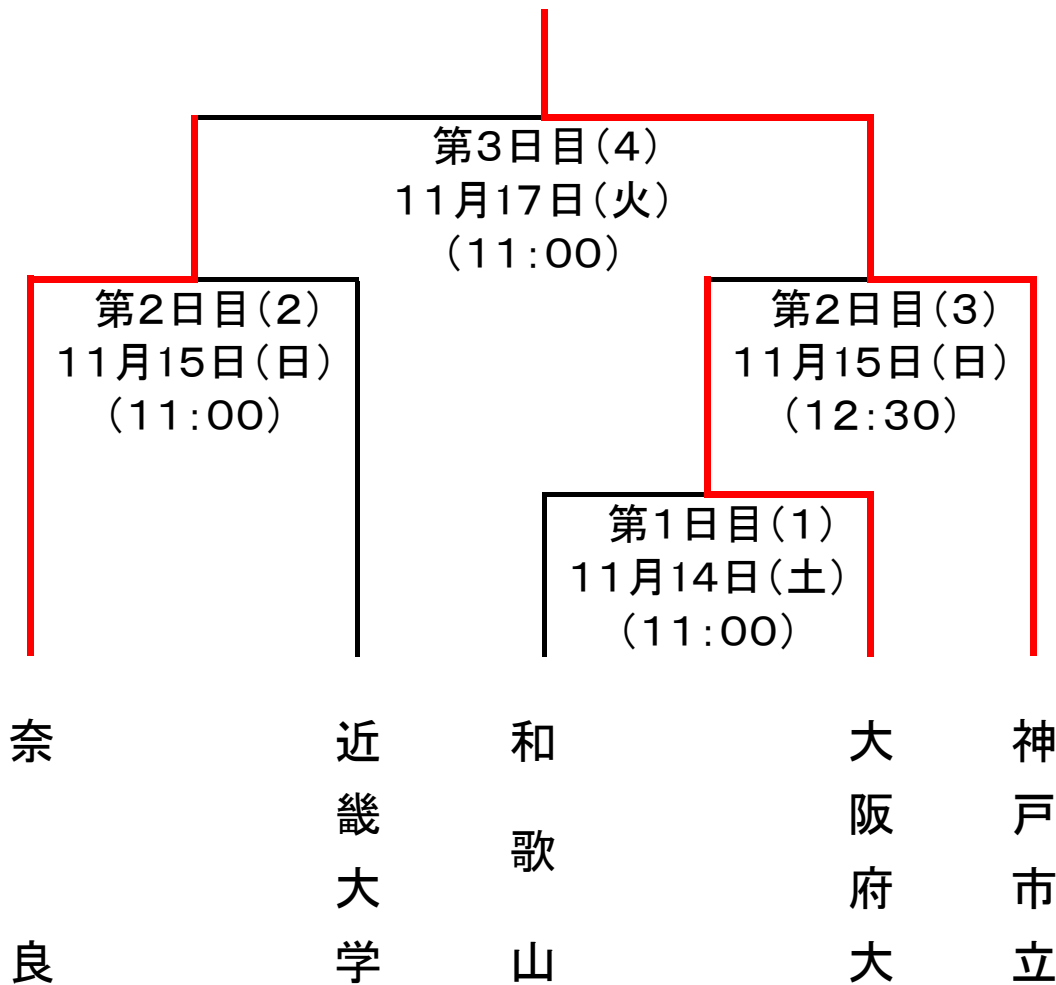 第3日目(4)
11月17日(火)
(11:00)
第2日目(2)
11月15日(日)
(11:00)
第2日目(3)
11月15日(日)
(12:30)
第1日目(1)
11月14日(土)
(11:00)
奈良
近畿大学
和歌山
大阪府大
神戸市立